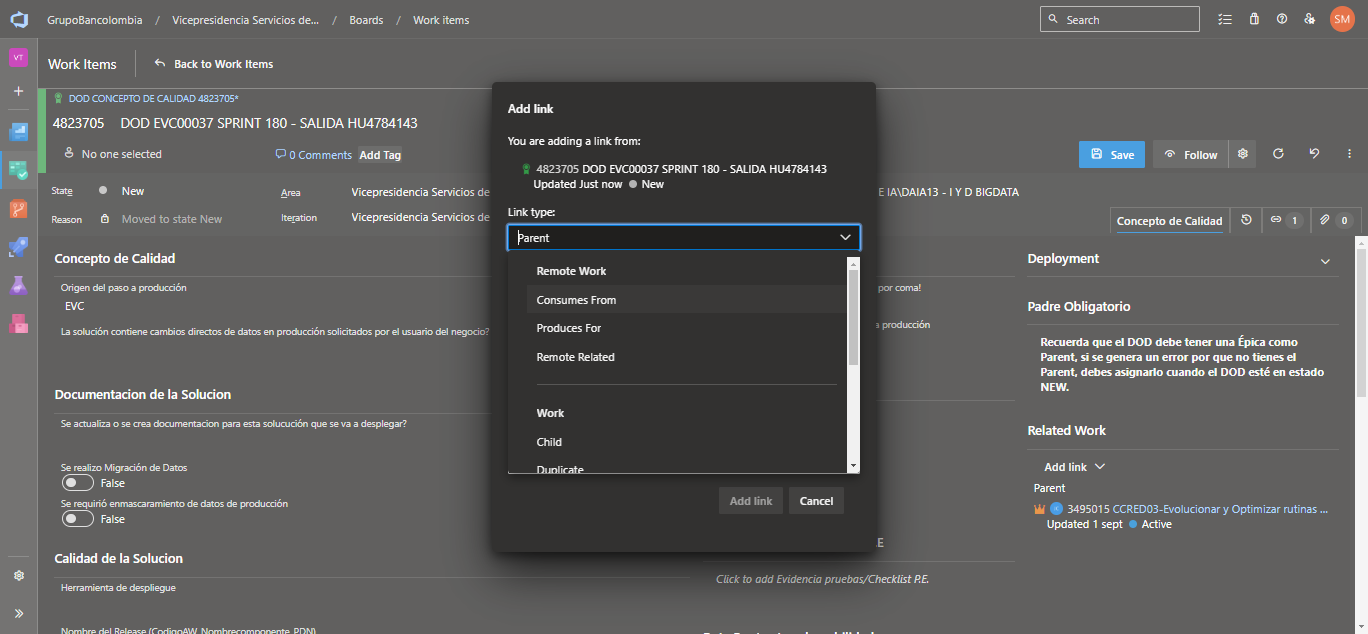 GrupoBancolombia / Vicepresidencia Servicios de... / Boards / Work items
Search
SM
VT
Work Items
Back to Work Items
DOD CONCEPTO DE CALIDAD 4823705*
4823705 DOD EVC00037 SPRINT 180 - SALIDA HU4784143
No one selected
0 Comments
Add Tag
Save
Follow
State
New
Area
Vicepresidencia Servicios de
E IA\DAIA13 - I Y D BIGDATA
Reason
Moved to state New
Iteration
Vicepresidencia Servicios de
Concepto de Calidad
1
0
Concepto de Calidad
Origen del paso a producción
EVC
por coma!
La solución contiene cambios directos de datos en producción solicitados por el usuario del negocio?
a producción
Documentacion de la Solucion
Se actualiza o se crea documentacion para esta solucución que se va a desplegar?
Se realizo Migración de Datos
False
Se requirió enmascaramiento de datos de producción
False
Calidad de la Solucion
Herramienta de despliegue
Nombre del Release (CodigoAW_Nombrecomponente_PDN)
E
Click to add Evidencia pruebas/Checklist P.E.
Add link
You are adding a link from:
4823705 DOD EVC00037 SPRINT 180 - SALIDA HU4784143
Updated Just now
New
Link type:
Parent
Remote Work
Consumes From
Produces For
Remote Related
Work
Child
Duplicate
Add link
Cancel
Deployment
Padre Obligatorio
Recuerda que el DOD debe tener una Épica como
Parent, si se genera un error por que no tienes el
Parent, debes asignarlo cuando el DOD esté en estado
NEW.
Related Work
Add link
Parent
3495015 CCRED03-Evolucionar y Optimizar rutinas ...
Updated 1 sept
Active